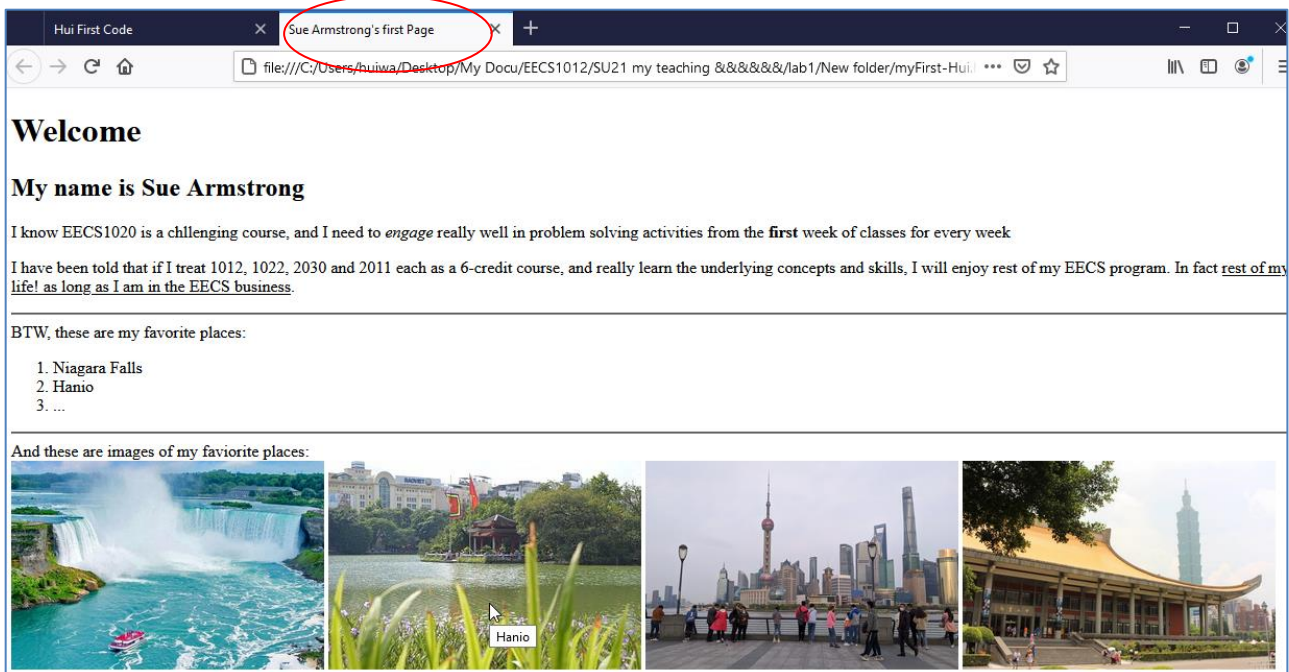 Hui First Code
Sue Armstrong's first Page
file:///C:/Users/huiwa/Desktop/My Docu/EECS1012/SU21 my teaching &&&&&&/lab1/New folder/myFirst-Hui.
Welcome
My name is Sue Armstrong
I know EECS1020 is a chllenging course, and I need to engage really well in problem solving activities from the first week of classes for every week
I have been told that if I treat 1012, 1022, 2030 and 2011 each as a 6-credit course, and really learn the underlying concepts and skills, I will enjoy rest of my EECS program. In fact rest of my
life! as long as I am in the EECS business.
BTW, these are my favorite places:
1. Niagara Falls
2. Hanio
3. ...
And these are images of my faviorite places:
Hanio